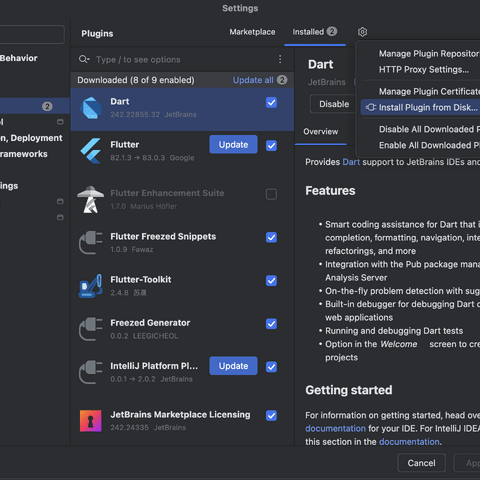 Settings
Behavior
2
n, Deployment
rameworks
ngs
Plugins
Marketplace
Installed 2
Type / to see options
Downloaded (8 of 9 enabled)
Update all 2
Dart
242.22855.32 JetBrains
Flutter
82.1.3 → 83.0.3 Google
Update
Flutter Enhancement Suite
1.7.0 Marius Höfler
Flutter Freezed Snippets
1.0.9 Fawaz
Flutter-Toolkit
2.4.8 苏晟
Freezed Generator
0.0.2 LEEGICHEOL
IntelliJ Platform Pl...
0.0.1 → 2.0.2 JetBrains
Update
JetBrains Marketplace Licensing
242.24335 JetBrains
Dart
JetBrains
Disable
Overview
Manage Plugin Repositor
HTTP Proxy Settings...
Manage Plugin Certificate
Install Plugin from Disk...
Disable All Downloaded P
Enable All Downloaded Pl
Provides Dart support to JetBrains IDEs and
Features
• Smart coding assistance for Dart that i
completion, formatting, navigation, inte
refactorings, and more
• Integration with the Pub package mana
Analysis Server
• On-the-fly problem detection with sug
• Built-in debugger for debugging Dart c
web applications
• Running and debugging Dart tests
• Option in the Welcome screen to cre
projects
Getting started
For information on getting started, head ove
documentation for your IDE. For IntelliJ IDEA
this section in the documentation.
Cancel
App